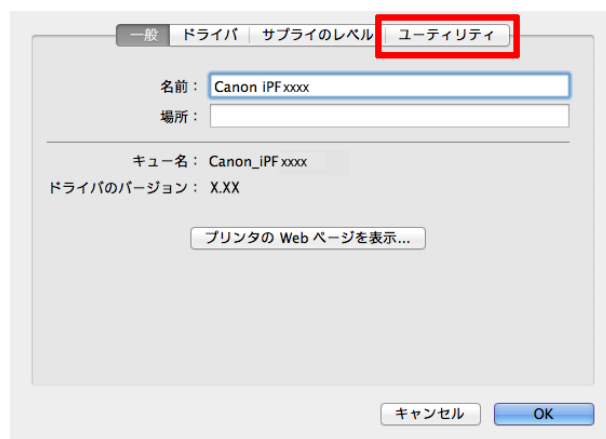 一般 ドライバ サプライのレベル ユーティリティ
名前： Canon iPF xxxx
場所：
キュー名： Canon_iPF xxxx
ドライバのバージョン： X.XX
プリンタの Web ページを表示...
キャンセル OK